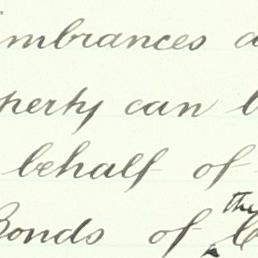 mbrances a
perty can b
behalf of
the
Bonds of C